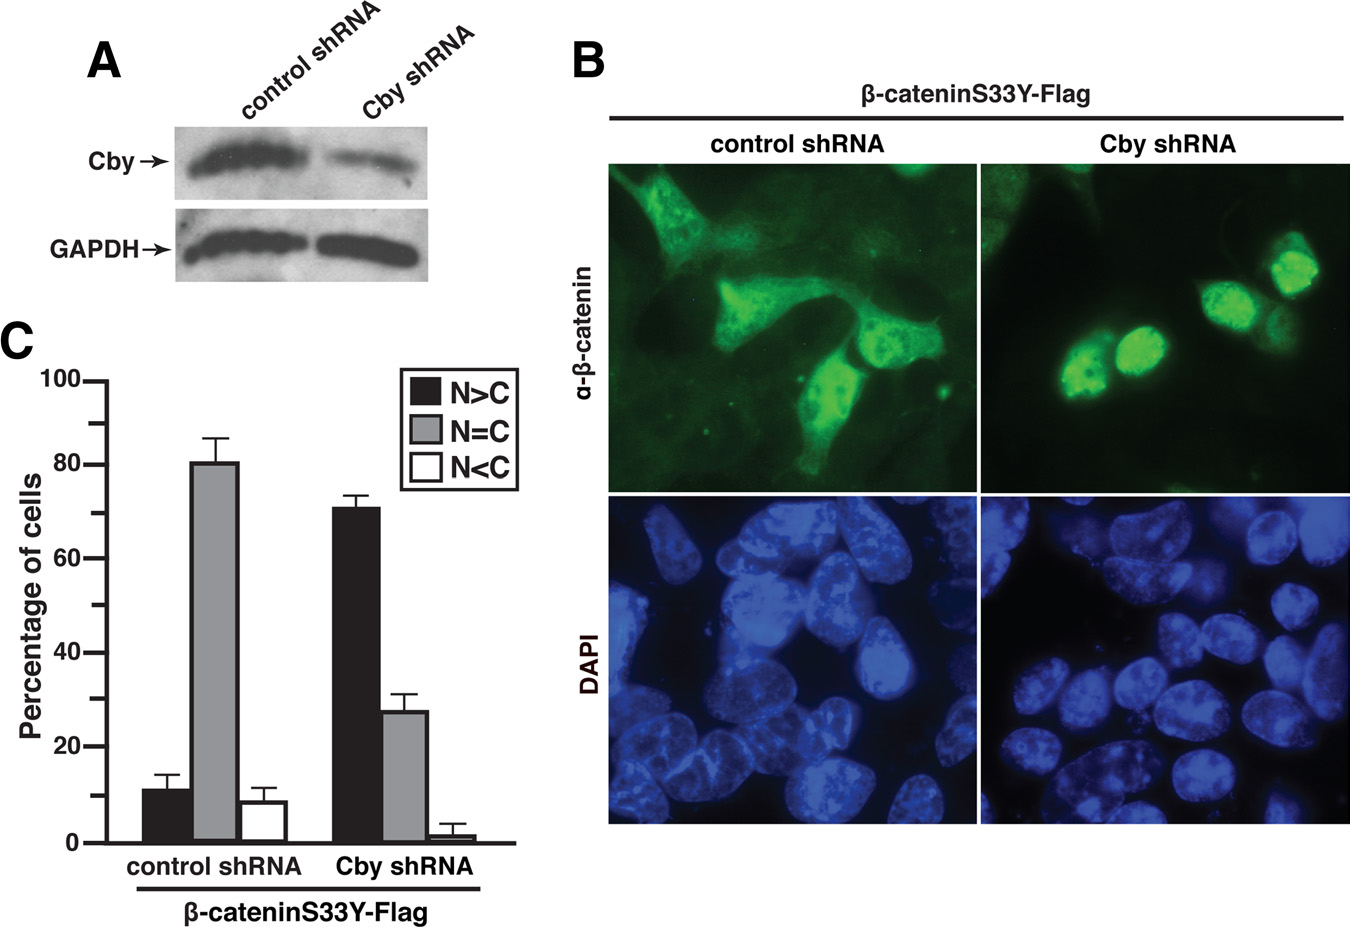 A
control shRNA
Cby shRNA
Cby
GAPDH
B
β-cateninS33Y-Flag
control shRNA
Cby shRNA
α-β-catenin
DAPI
C
Percentage of cells
100
80
60
40
20
0
N>C
N=C
N<C
control shRNA
Cby shRNA
β-cateninS33Y-Flag